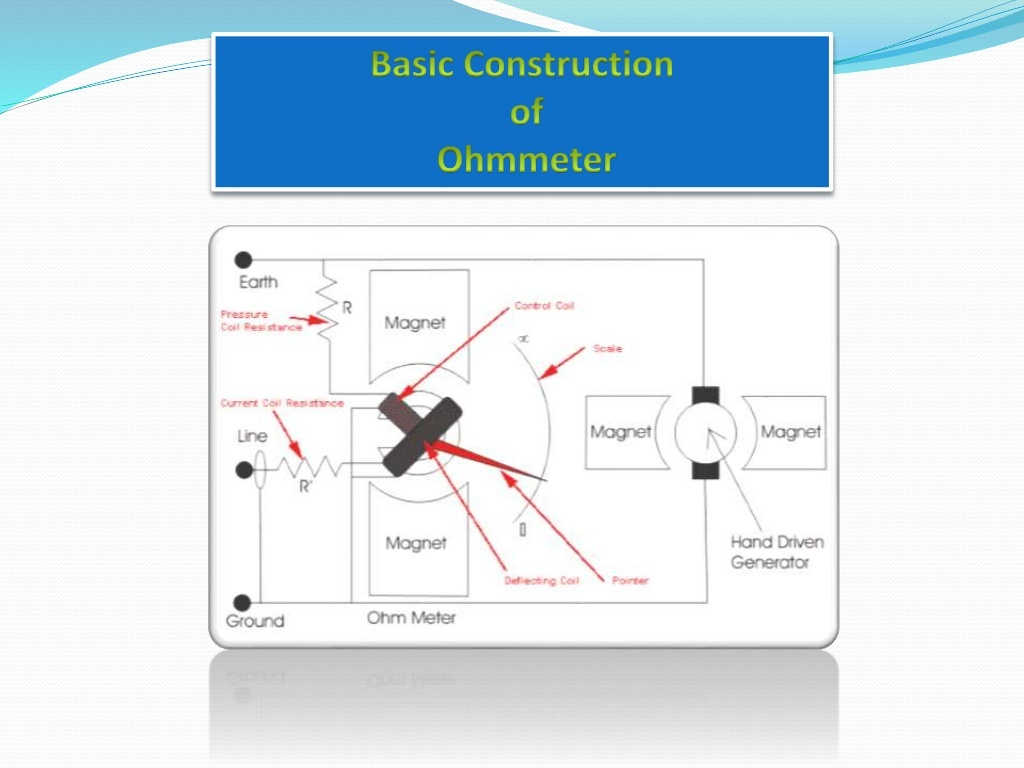 Basic Construction
of
Ohmmeter
Earth
R
Pressure
Coil Resistance
Magnet
Control Coil
∝
Scale
Current Coil Resistance
Line
R'
Magnet
Magnet
Magnet
Hand Driven
Generator
Deflecting Coil
Pointer
Ground
Ohm Meter